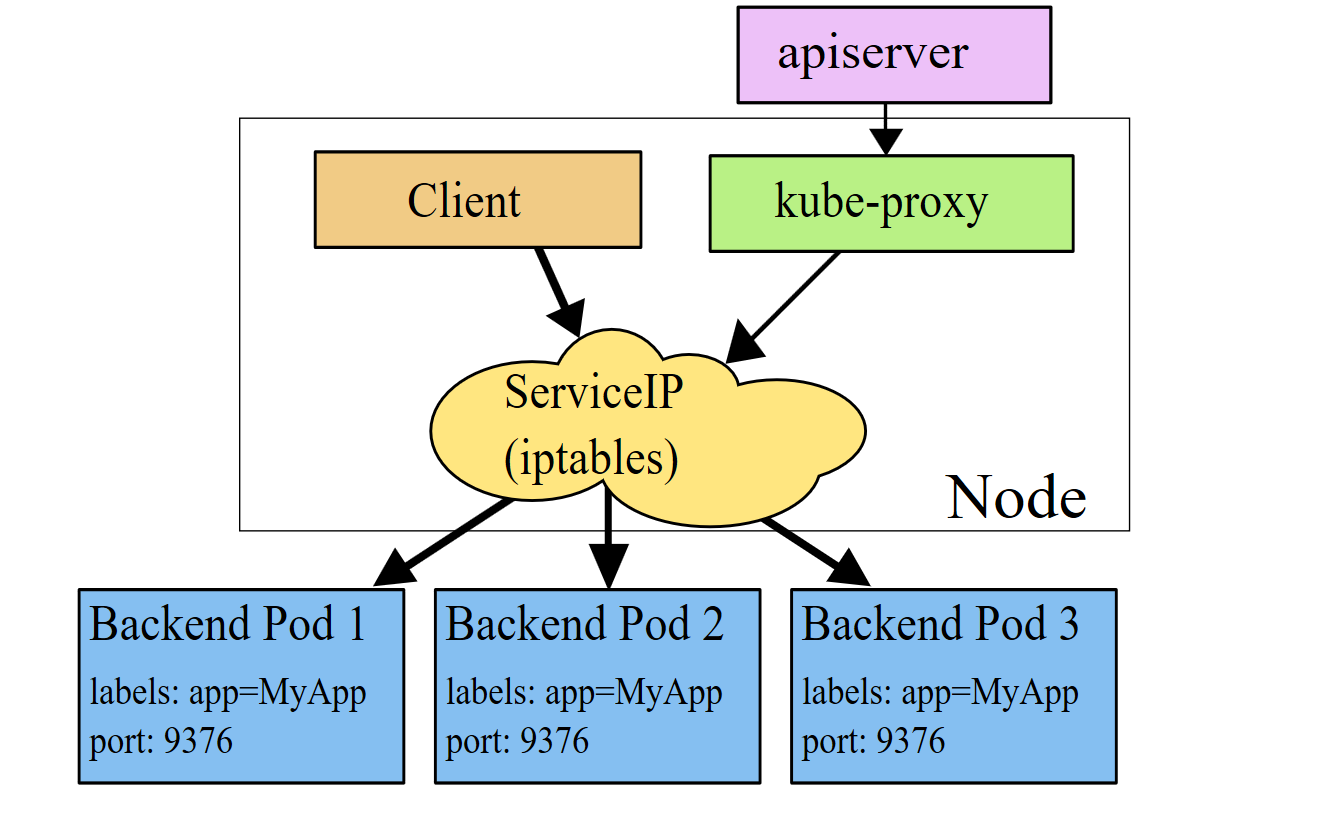 apiserver
Client
kube-proxy
ServiceIP
(iptables)
Node
Backend Pod 1
labels: app=MyApp
port: 9376
Backend Pod 2
labels: app=MyApp
port: 9376
Backend Pod 3
labels: app=MyApp
port: 9376